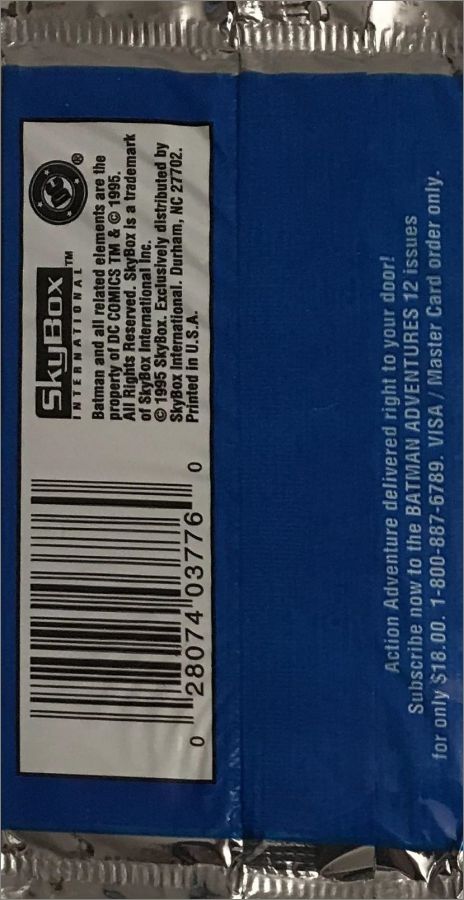 DC ®
SkyBox™
INTERNATIONAL
Batman and all related elements are the
property of DC COMICS TM & © 1995.
All Rights Reserved. SkyBox is a trademark
of SkyBox International Inc.
© 1995 SkyBox. Exclusively distributed by
SkyBox International. Durham, NC 27702.
Printed in U.S.A.
0 28074 03776 0
Action Adventure delivered right to your door!
Subscribe now to the BATMAN ADVENTURES 12 issues
for only $18.00. 1-800-887-6789. VISA / Master Card order only.